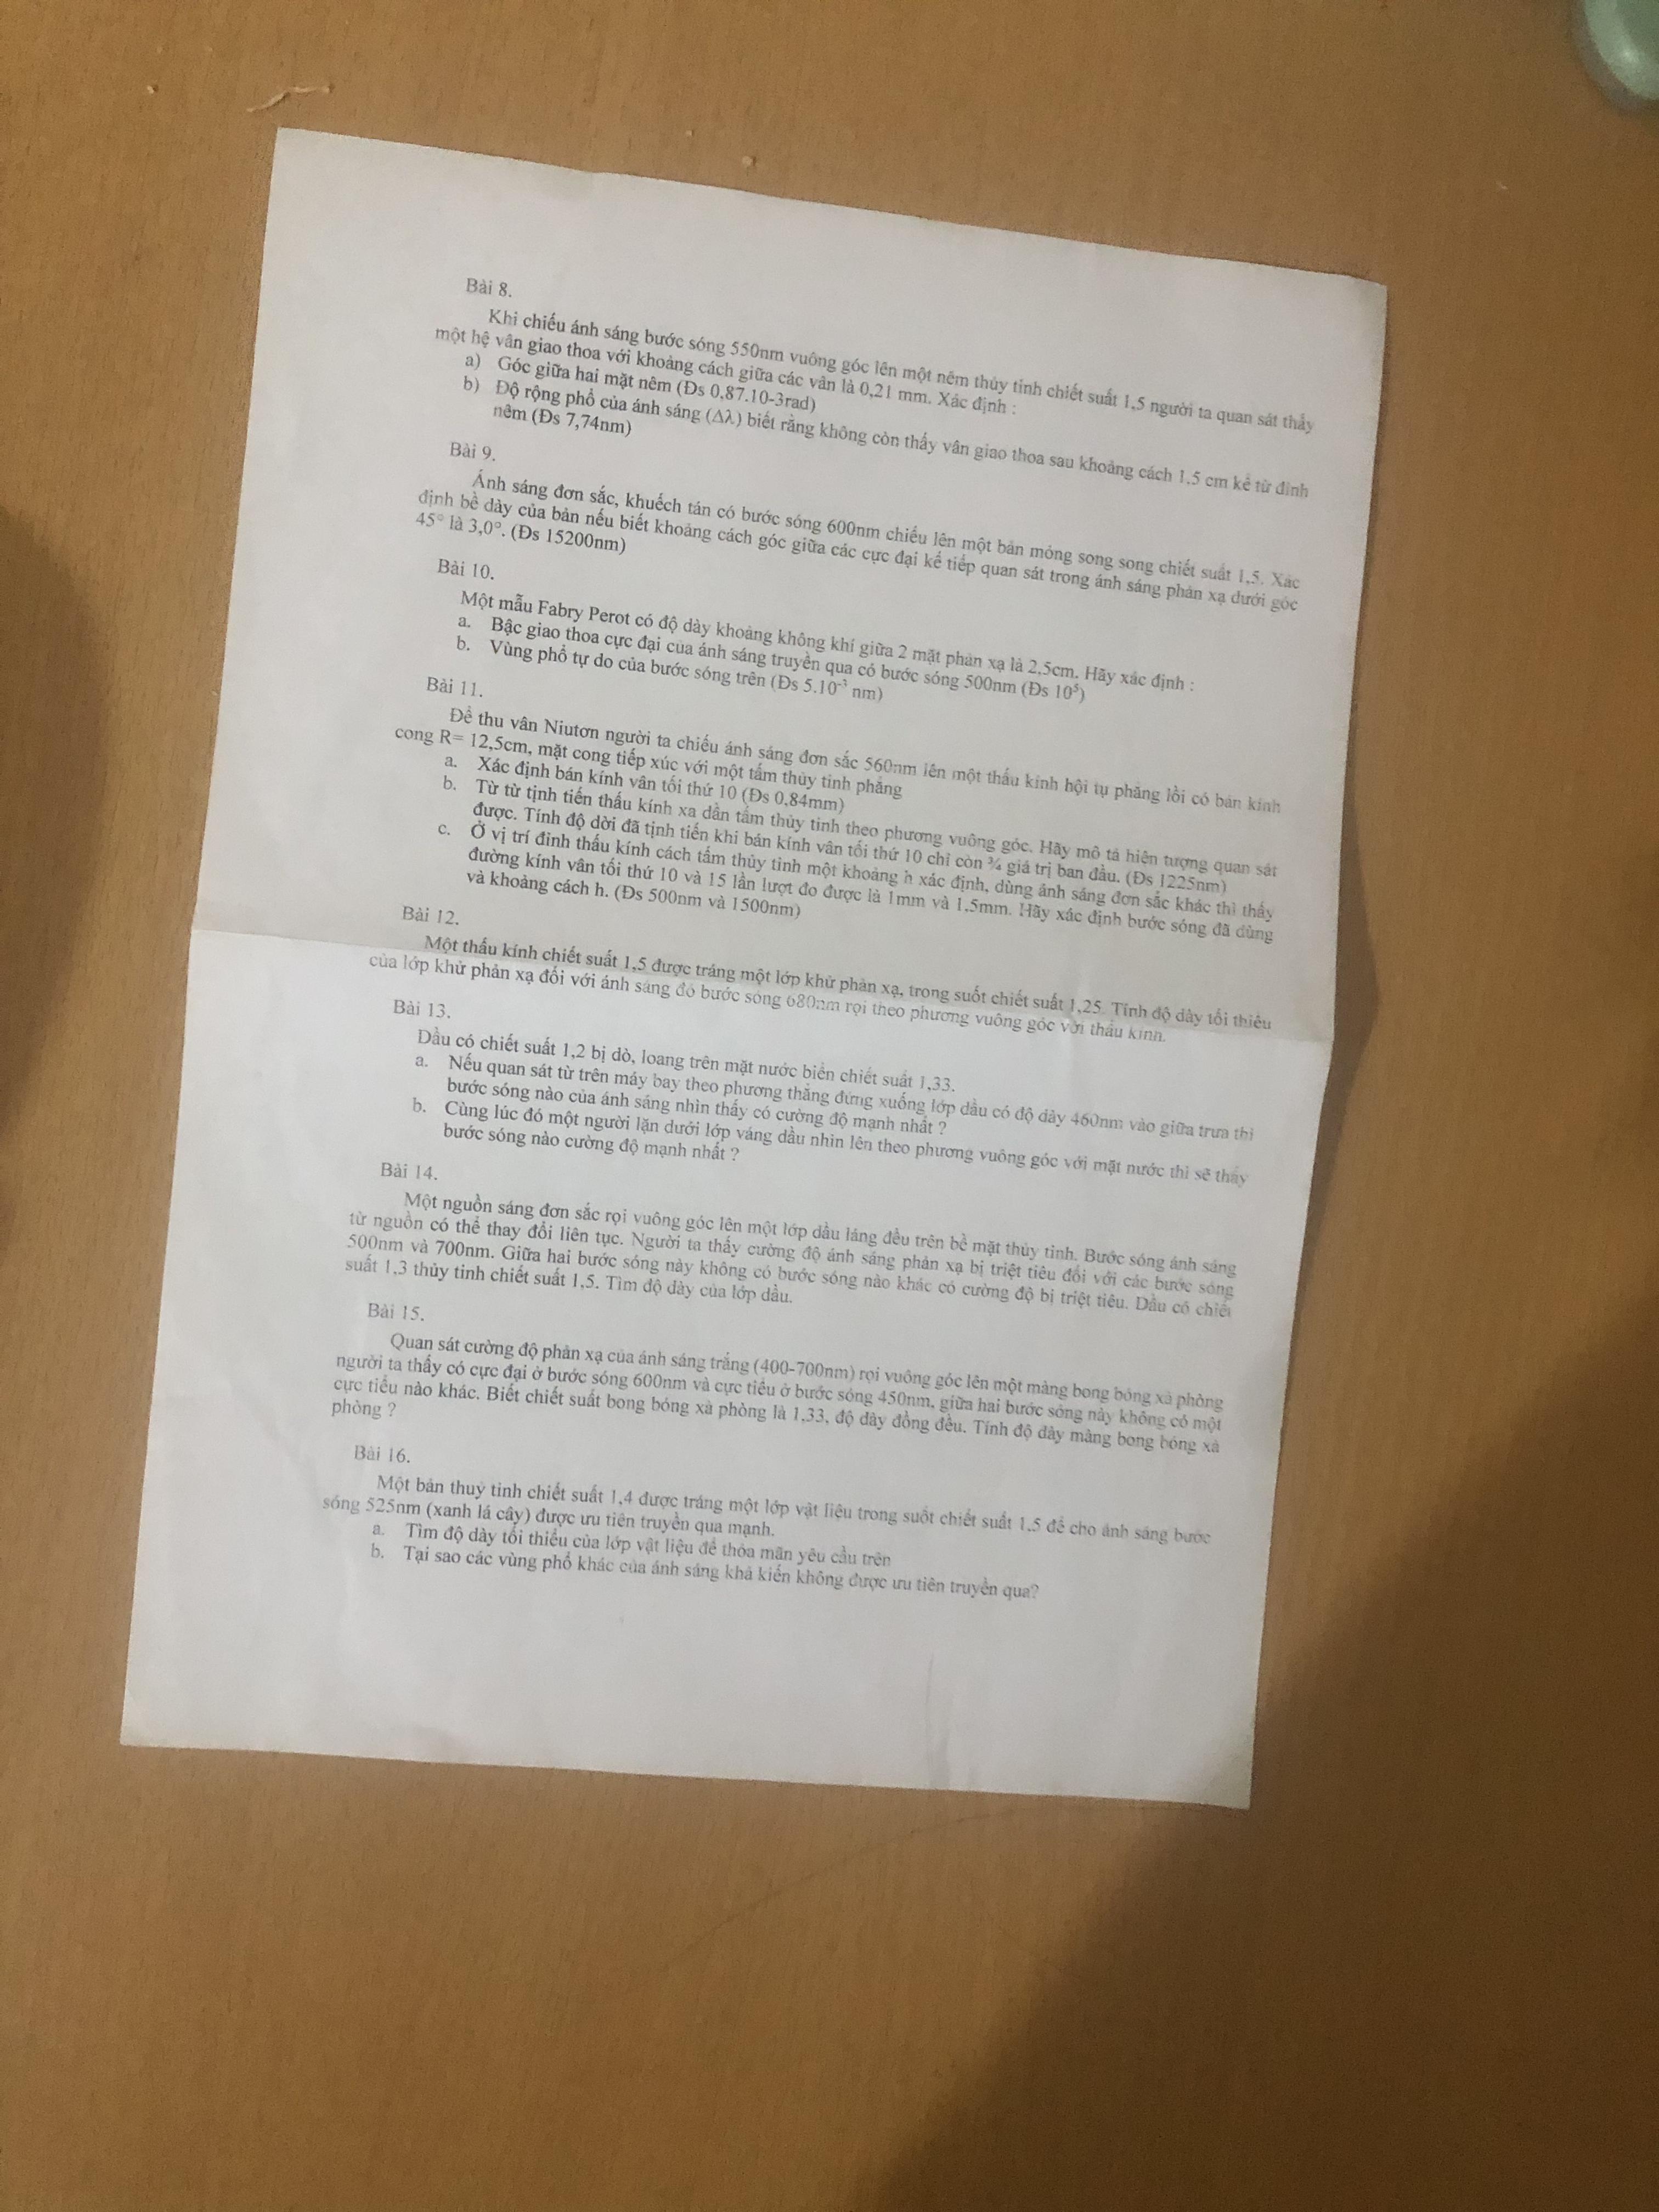 Bài 8.
Khi chiếu ánh sáng bước sóng 550nm vuông góc lên một nêm thủy tinh chiết suất 1,5 người ta quan sát thấy
một hệ vân giao thoa với khoảng cách giữa các vân là 0,21 mm. Xác định :
a) Góc giữa hai mặt nêm (Đs 0,87.10-3rad)
b) Độ rộng phổ của ánh sáng (Δλ) biết rằng không còn thấy vân giao thoa sau khoảng cách 1,5 cm kể từ đỉnh
nêm (Đs 7,74nm)
Bài 9.
Ánh sáng đơn sắc, khuếch tán có bước sóng 600nm chiếu lên một bản mỏng song song chiết suất 1,5. Xác
định bề dày của bản nếu biết khoảng cách góc giữa các cực đại kế tiếp quan sát trong ánh sáng phản xạ dưới góc
45° là 3,0°. (Đs 15200nm)
Bài 10.
Một mẫu Fabry Perot có độ dày khoảng không khí giữa 2 mặt phản xạ là 2,5cm. Hãy xác định :
a. Bậc giao thoa cực đại của ánh sáng truyền qua có bước sóng 500nm (Đs 10⁵)
b. Vùng phổ tự do của bước sóng trên (Đs 5.10⁻³ nm)
Bài 11.
Để thu vân Niutơn người ta chiếu ánh sáng đơn sắc 560nm lên một thấu kính hội tụ phẳng lồi có bán kính
cong R= 12,5cm, mặt cong tiếp xúc với một tấm thủy tinh phẳng
a. Xác định bán kính vân tối thứ 10 (Đs 0,84mm)
b. Từ từ tịnh tiến thấu kính xa dần tấm thủy tinh theo phương vuông góc. Hãy mô tả hiện tượng quan sát
được. Tính độ dời đã tịnh tiến khi bán kính vân tối thứ 10 chỉ còn ¾ giá trị ban đầu. (Đs 1225nm)
c. Ở vị trí đỉnh thấu kính cách tấm thủy tinh một khoảng h xác định, dùng ánh sáng đơn sắc khác thì thấy
đường kính vân tối thứ 10 và 15 lần lượt đo được là 1mm và 1,5mm. Hãy xác định bước sóng đã dùng
và khoảng cách h. (Đs 500nm và 1500nm)
Bài 12.
Một thấu kính chiết suất 1,5 được tráng một lớp khử phản xạ, trong suốt chiết suất 1,25. Tính độ dày tối thiểu
của lớp khử phản xạ đối với ánh sáng đỏ bước sóng 680nm rọi theo phương vuông góc với thấu kính.
Bài 13.
Dầu có chiết suất 1,2 bị dò, loang trên mặt nước biển chiết suất 1,33.
a. Nếu quan sát từ trên máy bay theo phương thẳng đứng xuống lớp dầu có độ dày 460nm vào giữa trưa thì
bước sóng nào của ánh sáng nhìn thấy có cường độ mạnh nhất ?
b. Cùng lúc đó một người lặn dưới lớp váng dầu nhìn lên theo phương vuông góc với mặt nước thì sẽ thấy
bước sóng nào cường độ mạnh nhất ?
Bài 14.
Một nguồn sáng đơn sắc rọi vuông góc lên một lớp dầu láng đều trên bề mặt thủy tinh. Bước sóng ánh sáng
từ nguồn có thể thay đổi liên tục. Người ta thấy cường độ ánh sáng phản xạ bị triệt tiêu đối với các bước sóng
500nm và 700nm. Giữa hai bước sóng này không có bước sóng nào khác có cường độ bị triệt tiêu. Dầu có chiết
suất 1,3 thủy tinh chiết suất 1,5. Tìm độ dày của lớp dầu.
Bài 15.
Quan sát cường độ phản xạ của ánh sáng trắng (400-700nm) rọi vuông góc lên một màng bong bóng xà phòng
người ta thấy có cực đại ở bước sóng 600nm và cực tiểu ở bước sóng 450nm, giữa hai bước sóng này không có một
cực tiểu nào khác. Biết chiết suất bong bóng xà phòng là 1,33, độ dày đồng đều. Tính độ dày màng bong bóng xà
phòng ?
Bài 16.
Một bản thuỷ tinh chiết suất 1,4 được tráng một lớp vật liệu trong suốt chiết suất 1.5 để cho ánh sáng bước
sóng 525nm (xanh lá cây) được ưu tiên truyền qua mạnh.
a. Tìm độ dày tối thiểu của lớp vật liệu để thỏa mãn yêu cầu trên
b. Tại sao các vùng phổ khác của ánh sáng khả kiến không được ưu tiên truyền qua?